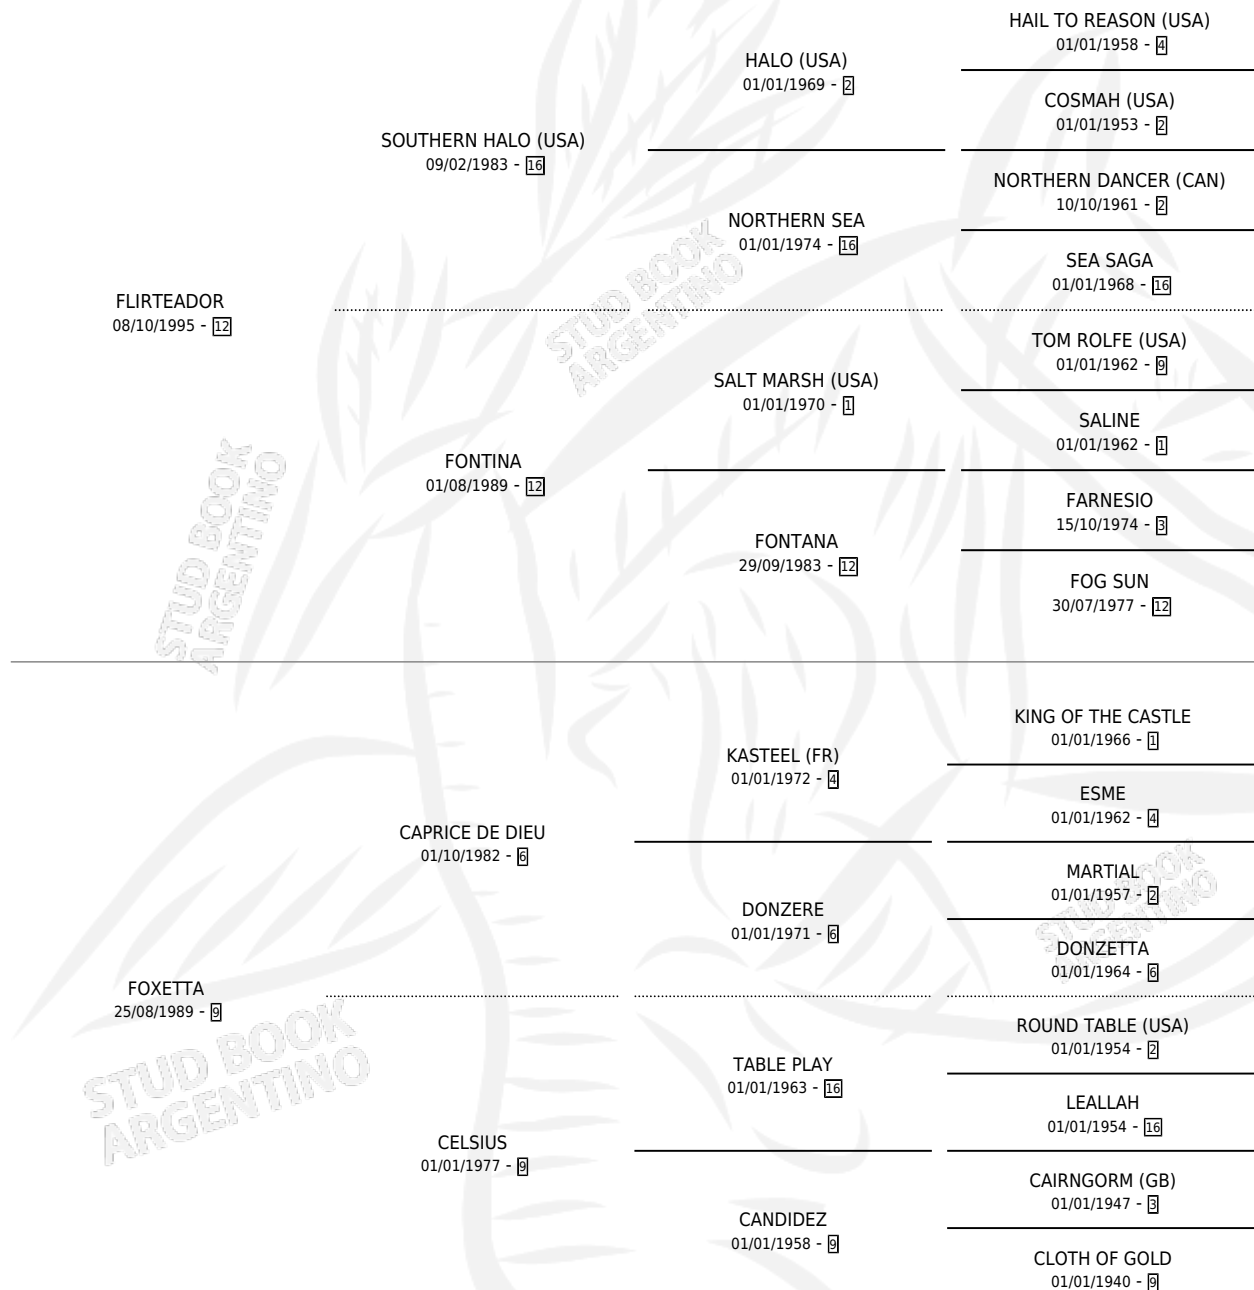 HAIL TO REASON (USA)
01/01/1958 - 4
HALO (USA)
01/01/1969 - 2
COSMAH (USA)
01/01/1953 - 2
SOUTHERN HALO (USA)
09/02/1983 - 16
NORTHERN DANCER (CAN)
10/10/1961 - 2
NORTHERN SEA
01/01/1974 - 16
SEA SAGA
01/01/1968 - 16
FLIRTEADOR
08/10/1995 - 12
TOM ROLFE (USA)
01/01/1962 - 9
SALT MARSH (USA)
01/01/1970 - 1
SALINE
01/01/1962 - 1
FONTINA
01/08/1989 - 12
FARNESIO
15/10/1974 - 3
FONTANA
29/09/1983 - 12
FOG SUN
30/07/1977 - 12
KING OF THE CASTLE
01/01/1966 - 1
KASTEEL (FR)
01/01/1972 - 4
ESME
01/01/1962 - 4
CAPRICE DE DIEU
01/10/1982 - 6
MARTIAL
01/01/1957 - 2
DONZERE
01/01/1971 - 6
DONZETTA
01/01/1964 - 6
FOXETTA
25/08/1989 - 9
ROUND TABLE (USA)
01/01/1954 - 2
TABLE PLAY
01/01/1963 - 16
LEALLAH
01/01/1954 - 16
CELSIUS
01/01/1977 - 9
CAIRNGORM (GB)
01/01/1947 - 3
CANDIDEZ
01/01/1958 - 9
CLOTH OF GOLD
01/01/1940 - 9
STUD BOOK
ARGENTINO
STUD BOOK
ARGENTINO
STUD BOOK
ARGENTINO
STUD BOOK
ARGENTINO